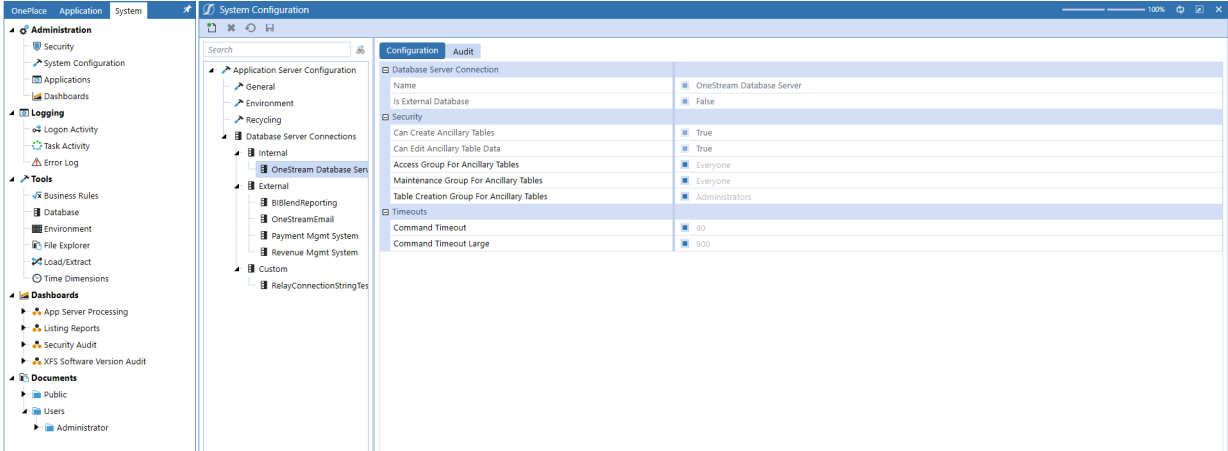 OnePlace Application System
Administration
Security
System Configuration
Applications
Dashboards
Logging
Logon Activity
Task Activity
Error Log
Tools
Business Rules
Database
Environment
File Explorer
Load/Extract
Time Dimensions
Dashboards
App Server Processing
Listing Reports
Security Audit
XFS Software Version Audit
Documents
Public
Users
Administrator
System Configuration 100%
Search
Application Server Configuration
General
Environment
Recycling
Database Server Connections
Internal
OneStream Database Serv
External
BIBlendReporting
OneStreamEmail
Payment Mgmt System
Revenue Mgmt System
Custom
RelayConnectionStringTes
Configuration Audit
Database Server Connection
Name OneStream Database Server
Is External Database False
Security
Can Create Ancillary Tables True
Can Edit Ancillary Table Data True
Access Group For Ancillary Tables Everyone
Maintenance Group For Ancillary Tables Everyone
Table Creation Group For Ancillary Tables Administrators
Timeouts
Command Timeout 90
Command Timeout Large 900